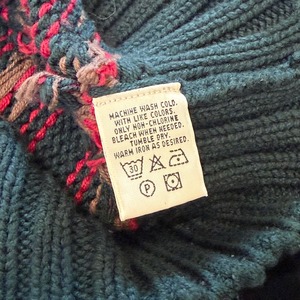 MACHINE WASH COLD.
WITH LIKE COLORS.
ONLY NON-CHLORINE
BLEACH WHEN NEEDED.
TUMBLE DRY.
WARM IRON AS DESIRED.
30
P